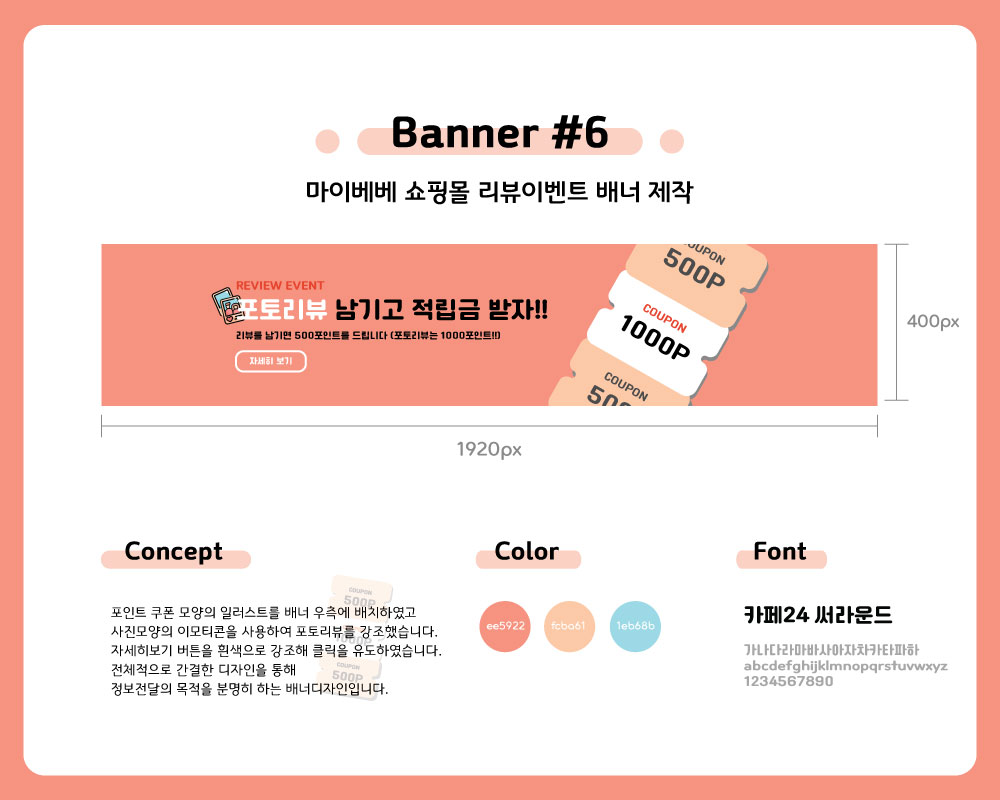 Banner #6
마이베베 쇼핑몰 리뷰이벤트 배너 제작
REVIEW EVENT
포토리뷰 남기고 적립금 받자!!
리뷰를 남기면 500포인트를 드립니다 (포토리뷰는 1000포인트!!)
자세히 보기
COUPON
500P
COUPON
1000P
COUPON
500
400px
1920px
Concept
포인트 쿠폰 모양의 일러스트를 배너 우측에 배치하였고
사진모양의 이모티콘을 사용하여 포토리뷰를 강조했습니다.
자세히보기 버튼을 흰색으로 강조해 클릭을 유도하였습니다.
전체적으로 간결한 디자인을 통해
정보전달의 목적을 분명히 하는 배너디자인입니다.
COUPON
500P
1000P
COUPON
500P
Color
ee5922
fcba61
1eb68b
Font
카페24 써라운드
가나다라마바사아자차카타파하
abcdefghijklmnopqrstuvwxyz
1234567890